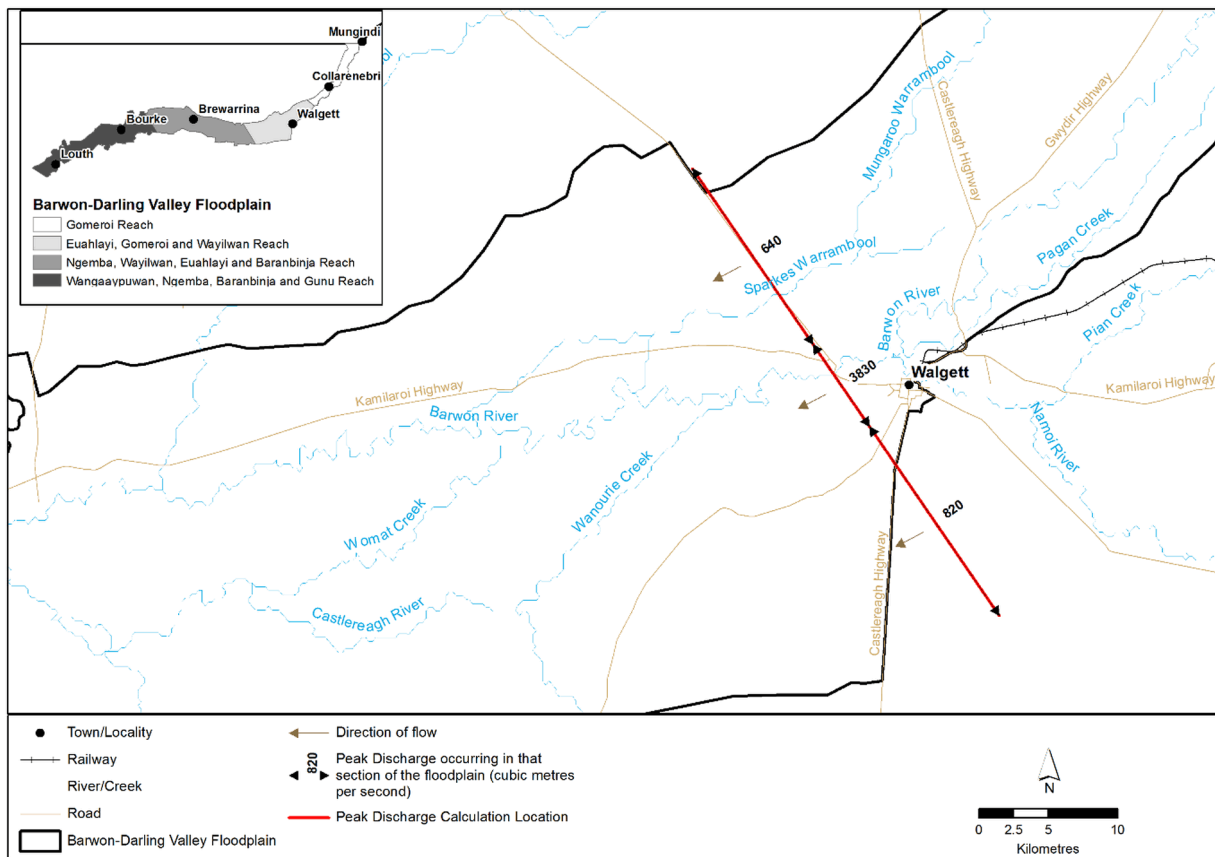 Mungindi
Collarenebri
Brewarrina
Walgett
Bourke
Louth
Barwon-Darling Valley Floodplain
Gomeroi Reach
Euahlayi, Gomeroi and Wayilwan Reach
Ngemba, Wayilwan, Euahlayi and Baranbinja Reach
Wangaaypuwan, Ngemba, Baranbinja and Gunu Reach
Mungaroo Warrambool
Castlereagh Highway
Gwydir Highway
Pagan Creek
Pian Creek
640
Sparkes Warrambool
Barwon River
Walgett
3830
Kamilaroi Highway
Kamilaroi Highway
Barwon River
Namoi River
Wanourie Creek
Womat Creek
820
Castlereagh Highway
Castlereagh River
Town/Locality
Railway
River/Creek
Road
Barwon-Darling Valley Floodplain
Direction of flow
820
Peak Discharge occurring in that
section of the floodplain (cubic metres
per second)
Peak Discharge Calculation Location
N
0 2.5 5 10
Kilometres